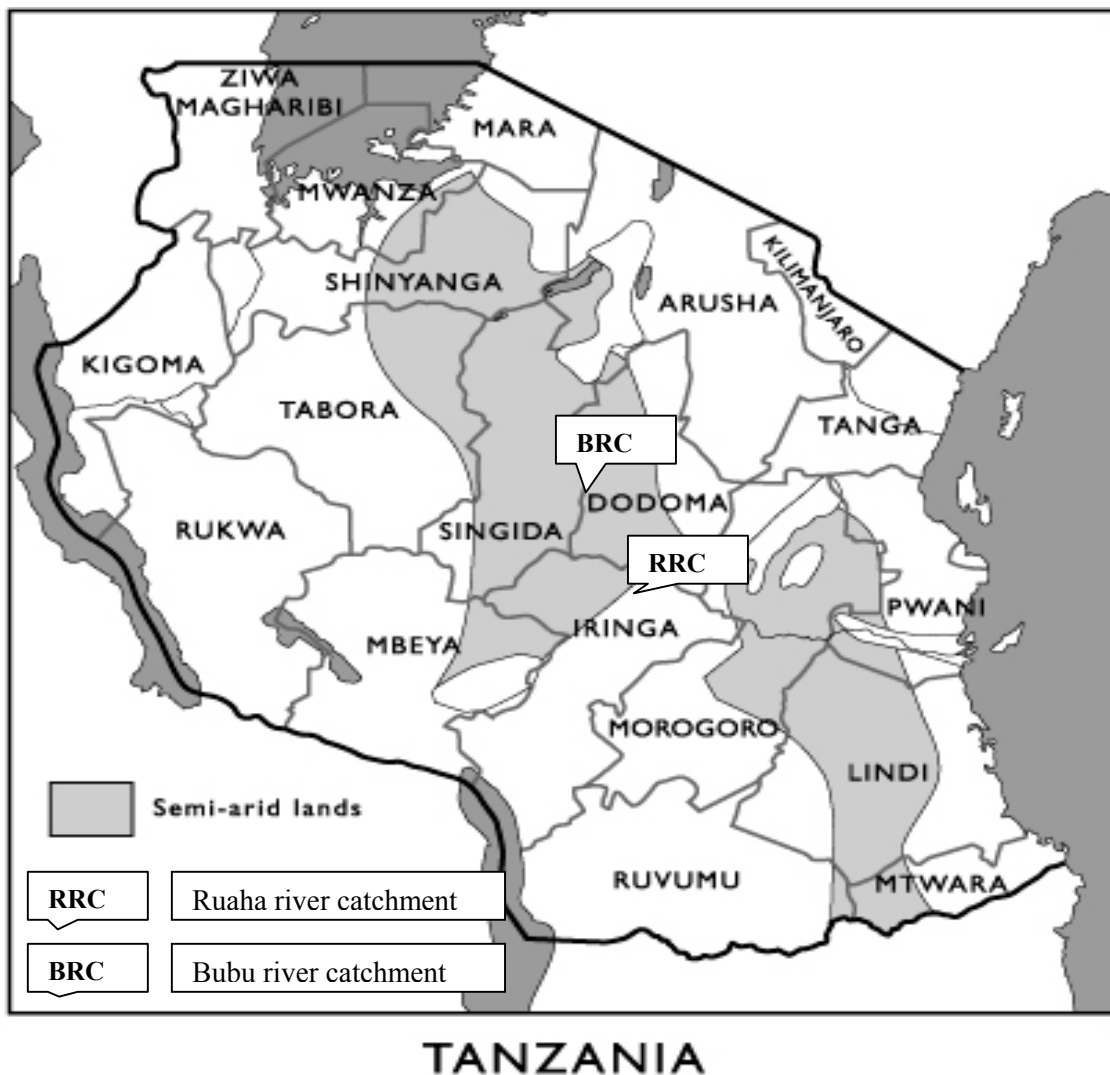 ZIWA
MAGHARIBI
MARA
MWANZA
SHINYANGA
KILIMANJARO
ARUSHA
KIGOMA
TABORA
TANGA
BRC
DODOMA
RUKWA
SINGIDA
RRC
PWANI
IRINGA
MBEYA
MOROGORO
LINDI
Semi-arid lands
RUVUMU
MTWARA
RRC
Ruaha river catchment
BRC
Bubu river catchment
TANZANIA